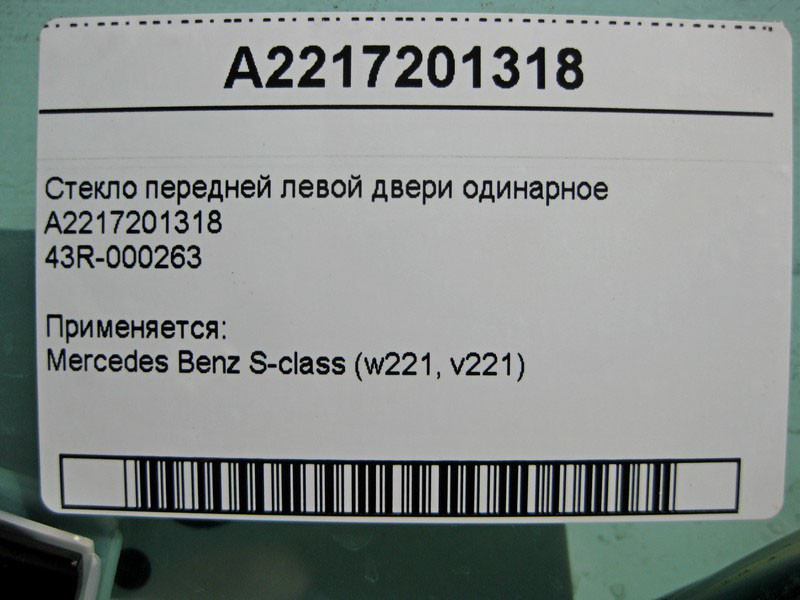 A2217201318
Стекло передней левой двери одинарное
A2217201318
43R-000263
Применяется:
Mercedes Benz S-class (w221, v221)